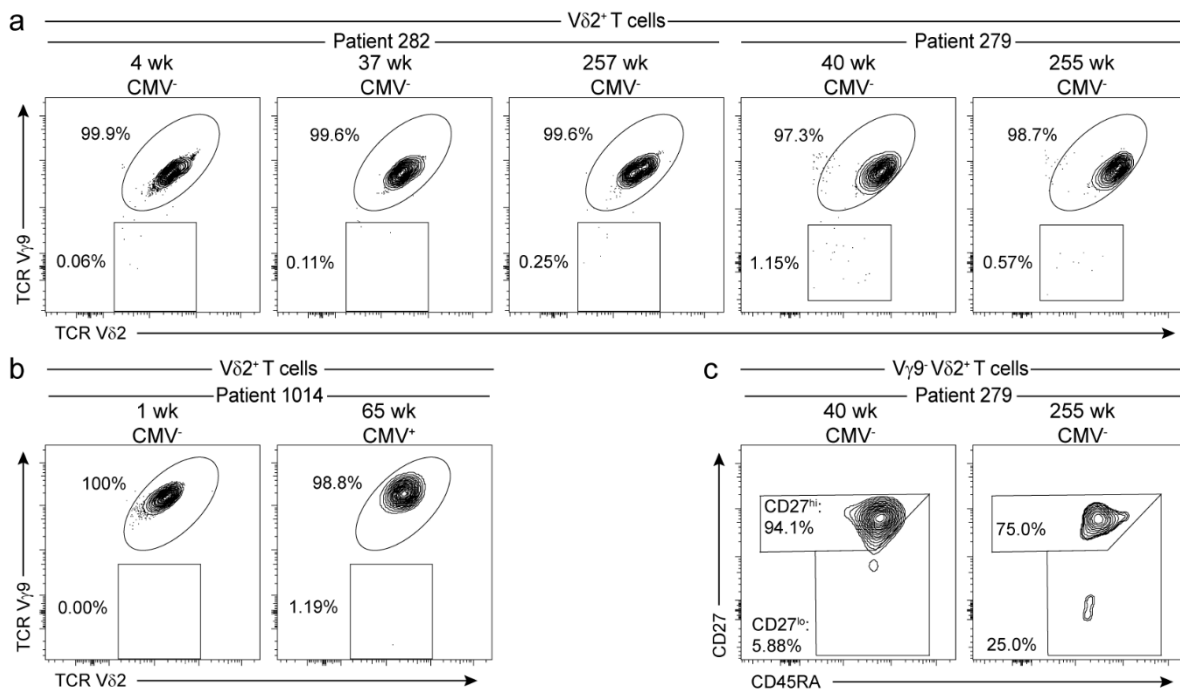 a
Vδ2⁺ T cells
Patient 282
Patient 279
4 wk
CMV⁻
37 wk
CMV⁻
257 wk
CMV⁻
40 wk
CMV⁻
255 wk
CMV⁻
99.9%
99.6%
99.6%
97.3%
98.7%
0.06%
0.11%
0.25%
1.15%
0.57%
TCR Vγ9
TCR Vδ2
b
Vδ2⁺ T cells
Patient 1014
1 wk
CMV⁻
65 wk
CMV⁺
100%
98.8%
0.00%
1.19%
TCR Vγ9
TCR Vδ2
c
Vγ9⁻ Vδ2⁺ T cells
Patient 279
40 wk
CMV⁻
255 wk
CMV⁻
CD27ʰⁱ:
94.1%
75.0%
CD27ˡᵒ:
5.88%
25.0%
CD27
CD45RA